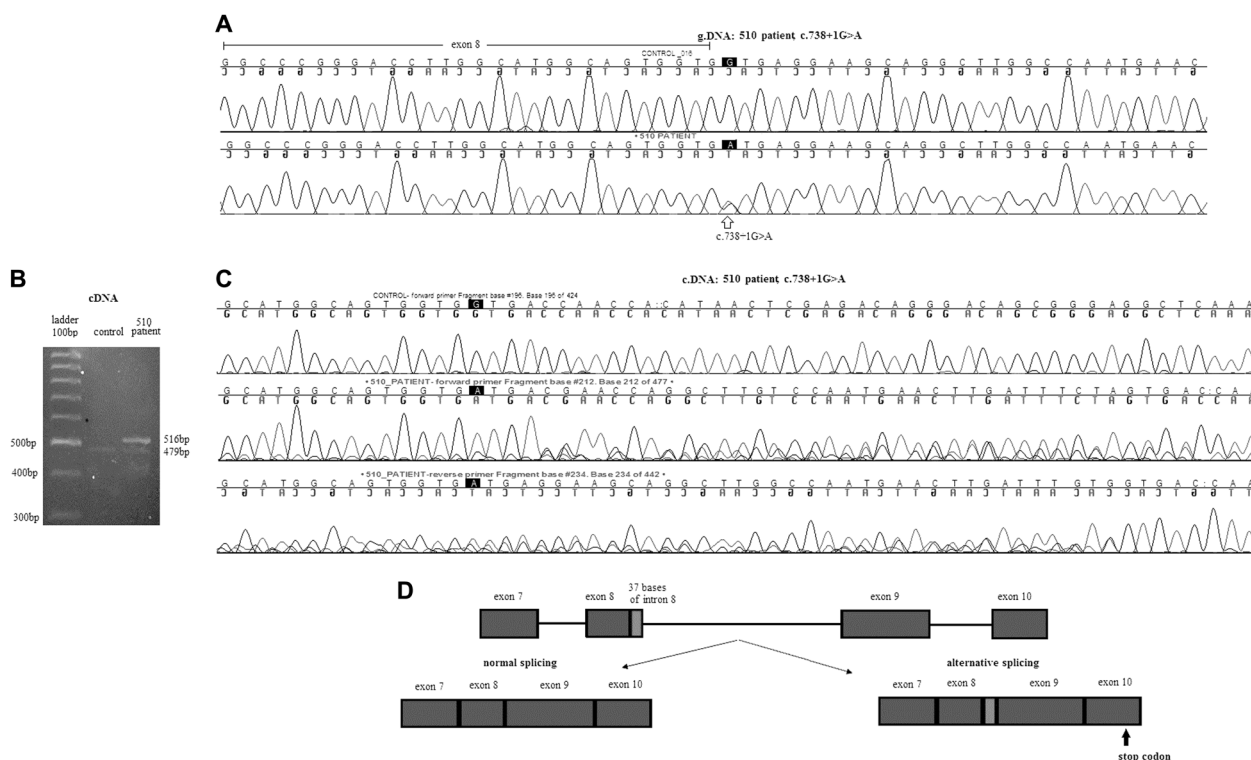 A
g.DNA: 510 patient, c.738+1G>A
exon 8
CONTROL_016
G G C C C G G G A C C T T G G C A T G G C A G T G G T G G T G A G G A A G C A G G C T T G G C C A A T G A A C
• 510 PATIENT
G G C C C G G G A C C T T G G C A T G G C A G T G G T G A T G A G G A A G C A G G C T T G G C C A A T G A A C
c.738+1G>A
B
cDNA
ladder
100bp
control
510
patient
500bp
400bp
300bp
516bp
479bp
C
c.DNA: 510 patient, c.738+1G>A
CONTROL- forward primer Fragment base #196. Base 196 of 424
G C A T G G C A G T G G T G G T G A C C A A C C A :: C A T A A C T C G A G A C A G G G A C A G C G G G A G G C T C A A A
G C A T G G C A G T G G T G G T G A C C A A C C A C A T A A C T C G A G A C A G G G A C A G C G G G A G G C T C A A A
• 510_PATIENT- forward primer Fragment base #212. Base 212 of 477 •
G C A T G G C A G T G G T G A T G A C G A A C C A G G C T T G T C C A A T G A A C T T G A T T T C T A G T G A C : C A A
• 510_PATIENT-reverse primer Fragment base #234. Base 234 of 442 •
G C A T G G C A G T G G T G A T G A G G A A G C A G G C T T G G C C A A T G
D
37 bases
of intron 8
exon 7
exon 8
exon 9
exon 10
normal splicing
alternative splicing
exon 7
exon 8
exon 9
exon 10
exon 7
exon 8
exon 9
exon 10
stop codon